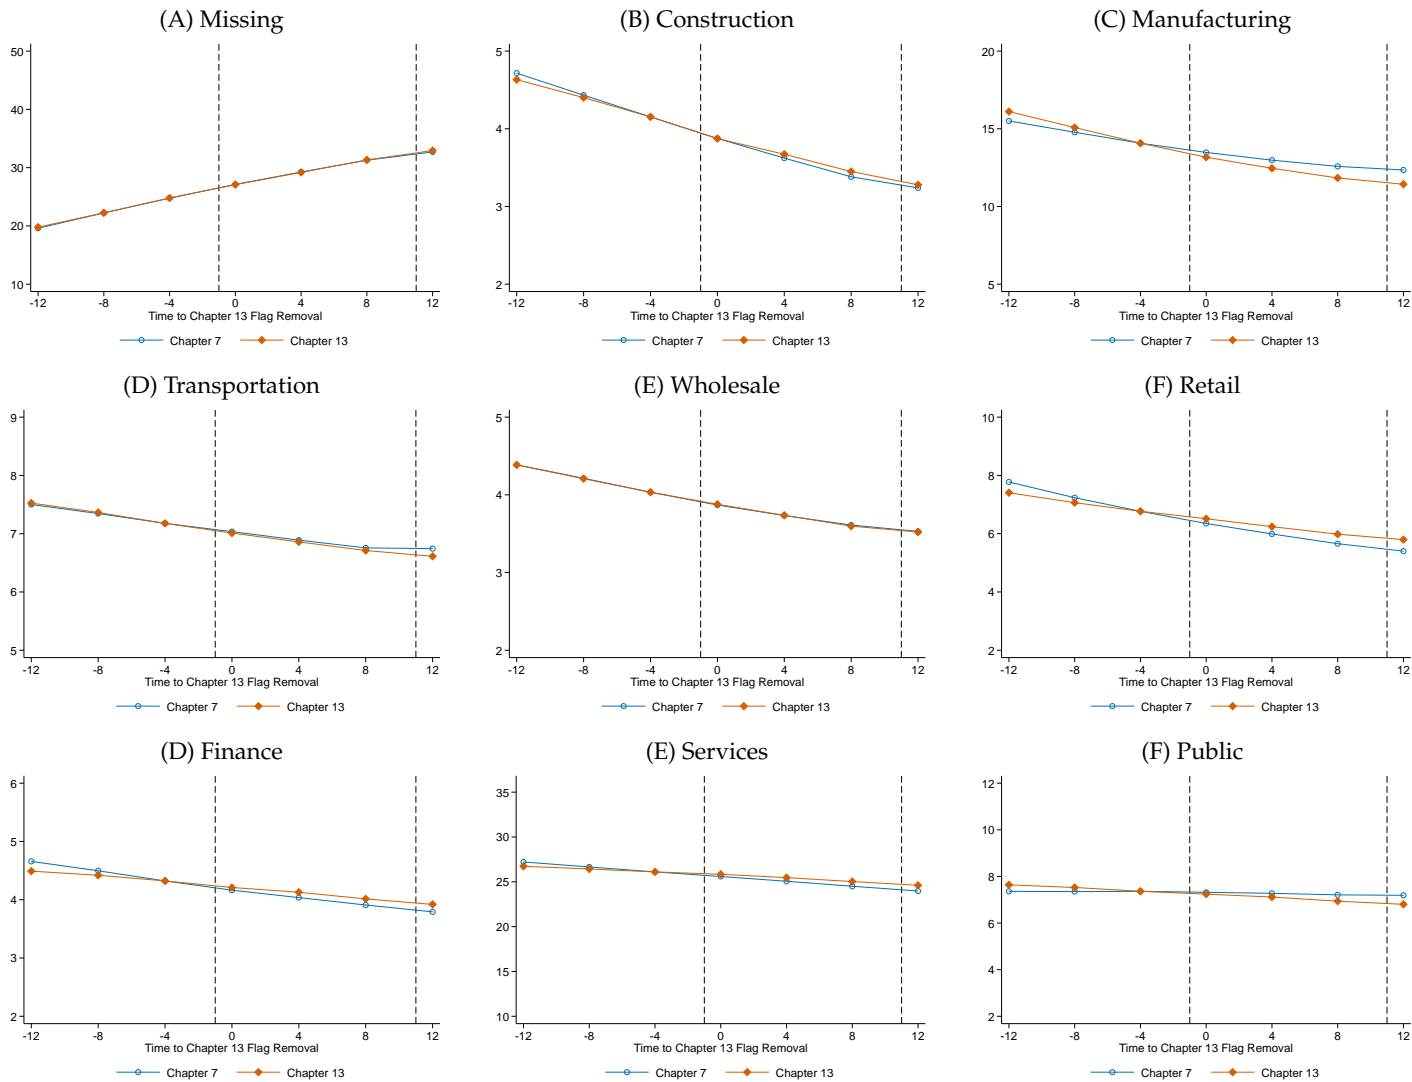 (A) Missing
50
40
30
20
10
-12 -8 -4 0 4 8 12
Time to Chapter 13 Flag Removal
Chapter 7 Chapter 13
(B) Construction
5
4
3
2
-12 -8 -4 0 4 8 12
Time to Chapter 13 Flag Removal
Chapter 7 Chapter 13
(C) Manufacturing
20
15
10
5
-12 -8 -4 0 4 8 12
Time to Chapter 13 Flag Removal
Chapter 7 Chapter 13
(D) Transportation
9
8
7
6
5
-12 -8 -4 0 4 8 12
Time to Chapter 13 Flag Removal
Chapter 7 Chapter 13
(E) Wholesale
5
4
3
2
-12 -8 -4 0 4 8 12
Time to Chapter 13 Flag Removal
Chapter 7 Chapter 13
(F) Retail
10
8
6
4
2
-12 -8 -4 0 4 8 12
Time to Chapter 13 Flag Removal
Chapter 7 Chapter 13
(D) Finance
6
5
4
3
2
-12 -8 -4 0 4 8 12
Time to Chapter 13 Flag Removal
Chapter 7 Chapter 13
(E) Services
35
30
25
20
15
10
-12 -8 -4 0 4 8 12
Time to Chapter 13 Flag Removal
Chapter 7 Chapter 13
(F) Public
12
10
8
6
4
2
-12 -8 -4 0 4 8 12
Time to Chapter 13 Flag Removal
Chapter 7 Chapter 13